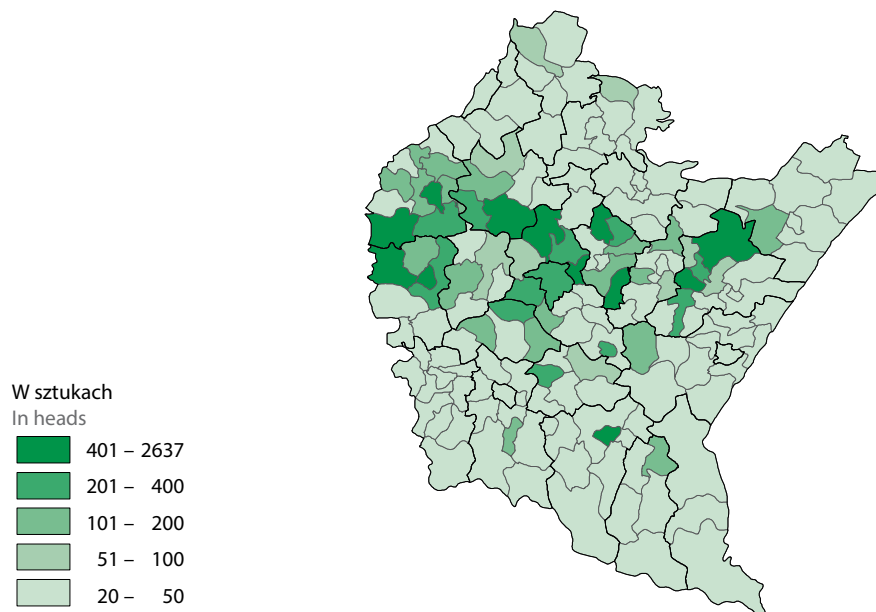 W sztukach
In heads
401 – 2637
201 – 400
101 – 200
51 – 100
20 – 50